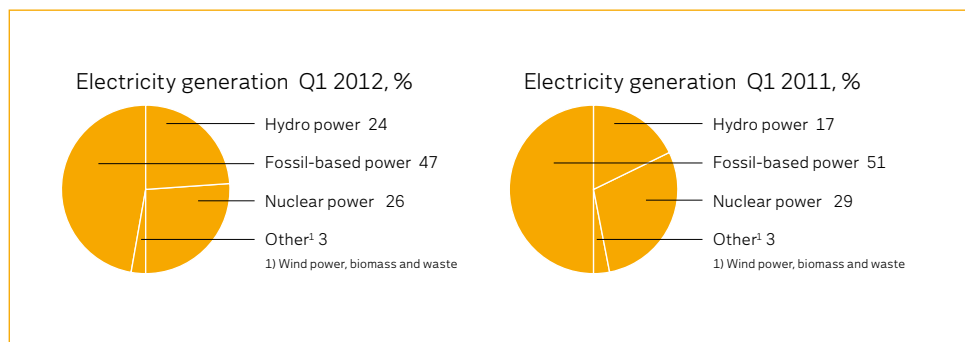 Electricity generation Q1 2012, %
Hydro power 24
Fossil-based power 47
Nuclear power 26
Other¹ 3
1) Wind power, biomass and waste
Electricity generation Q1 2011, %
Hydro power 17
Fossil-based power 51
Nuclear power 29
Other¹ 3
1) Wind power, biomass and waste